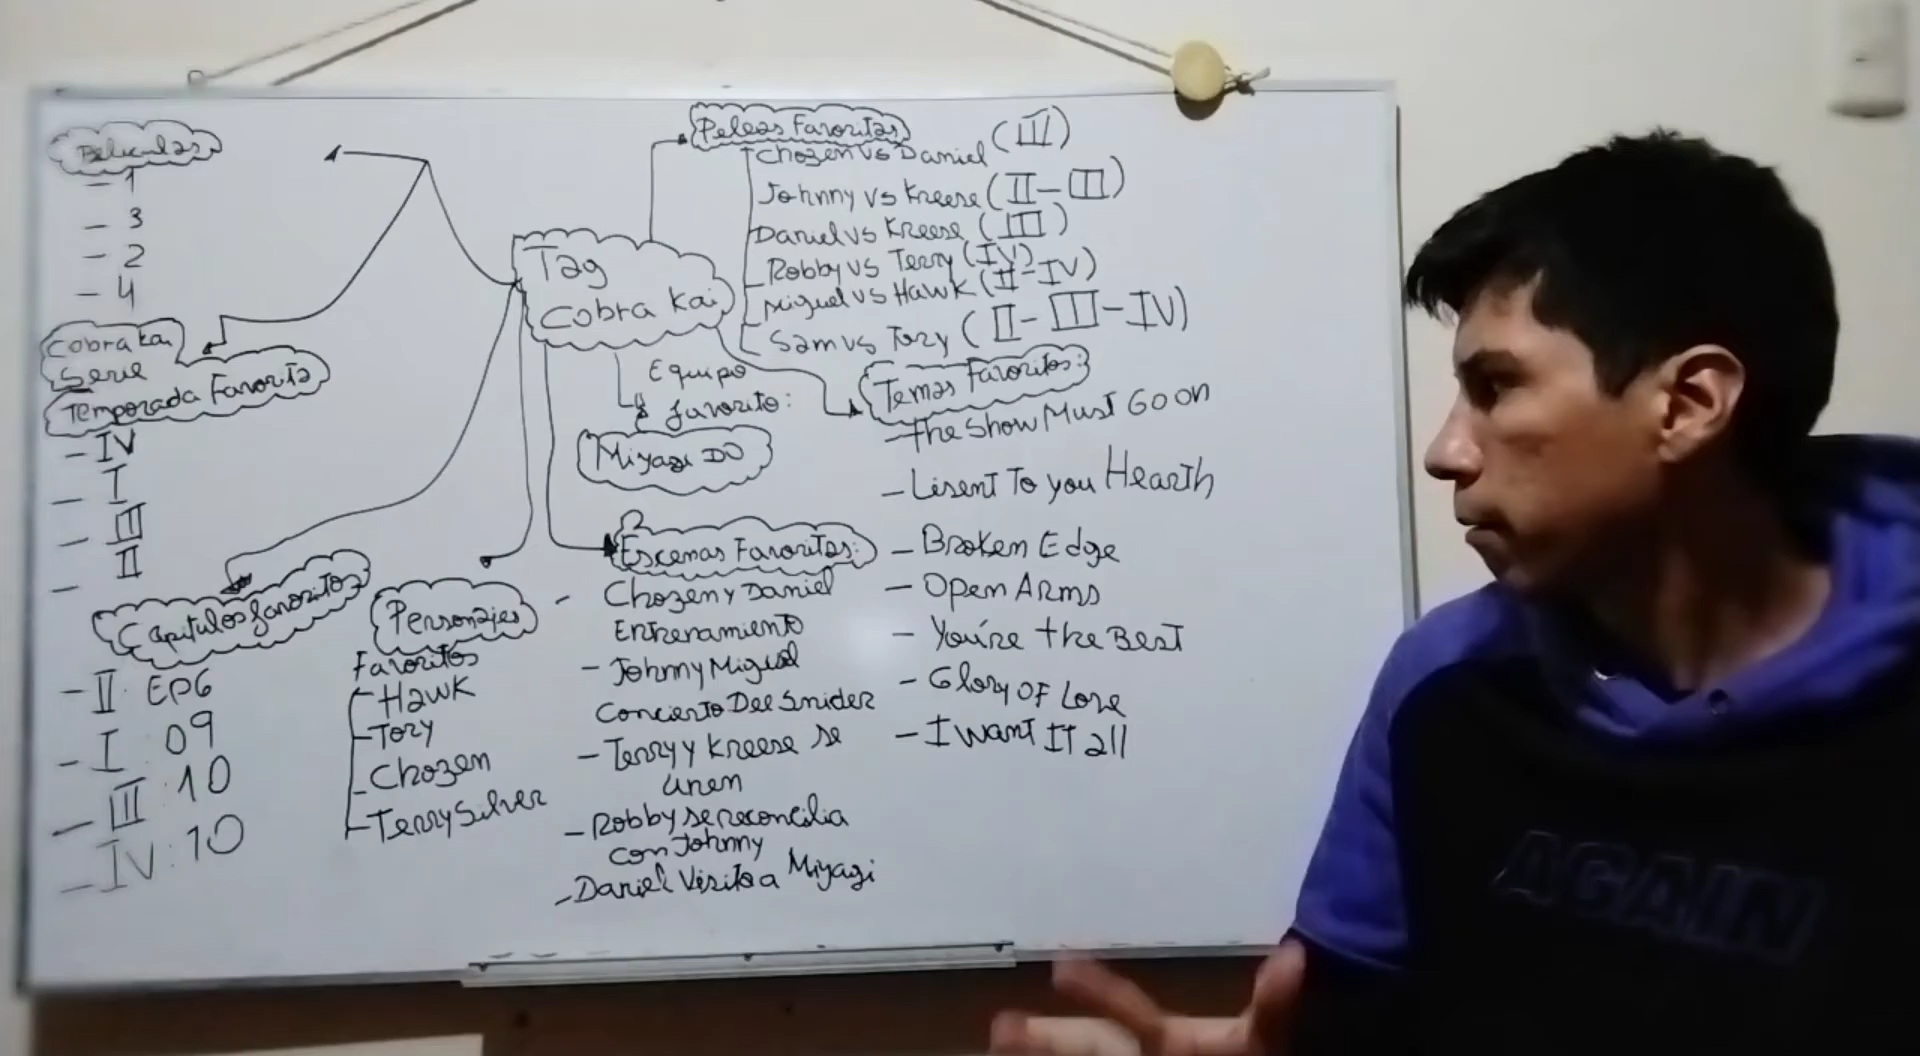 Peliculas
- 1
- 3
- 2
- 4
Cobra Kai
Serie
Temporada Favorita
- IV
- I
- III
- II
Capitulos favoritos
- II: EP6
- I : 09
- III : 10
- IV : 10
Tag
Cobra Kai
Equipo
favorito:
Miyagi DO
Personajes
Favoritos
- Hawk
- Tory
- Chozen
- Terry Silver
Peleas Favoritas
Chozen vs Daniel (III)
Johnny vs Kreese (II-III)
Daniel vs Kreese (III)
Robby vs Terry (IV)
Miguel vs Hawk (II-IV)
Sam vs Tory (II-III-IV)
Escenas Favoritas:
- Chozen y Daniel
Entrenamiento
- Johnny Miguel
Concierto Dee Snider
- Terry y Kreese se
unen
- Robby se reconcilia
con Johnny
- Daniel Visita a Miyagi
Temas Favoritos:
- The Show Must Go on
- Lisent To you Hearth
- Broken Edge
- Open Arms
- You're the Best
- Glory OF Love
- I Want IT all
AGAIN